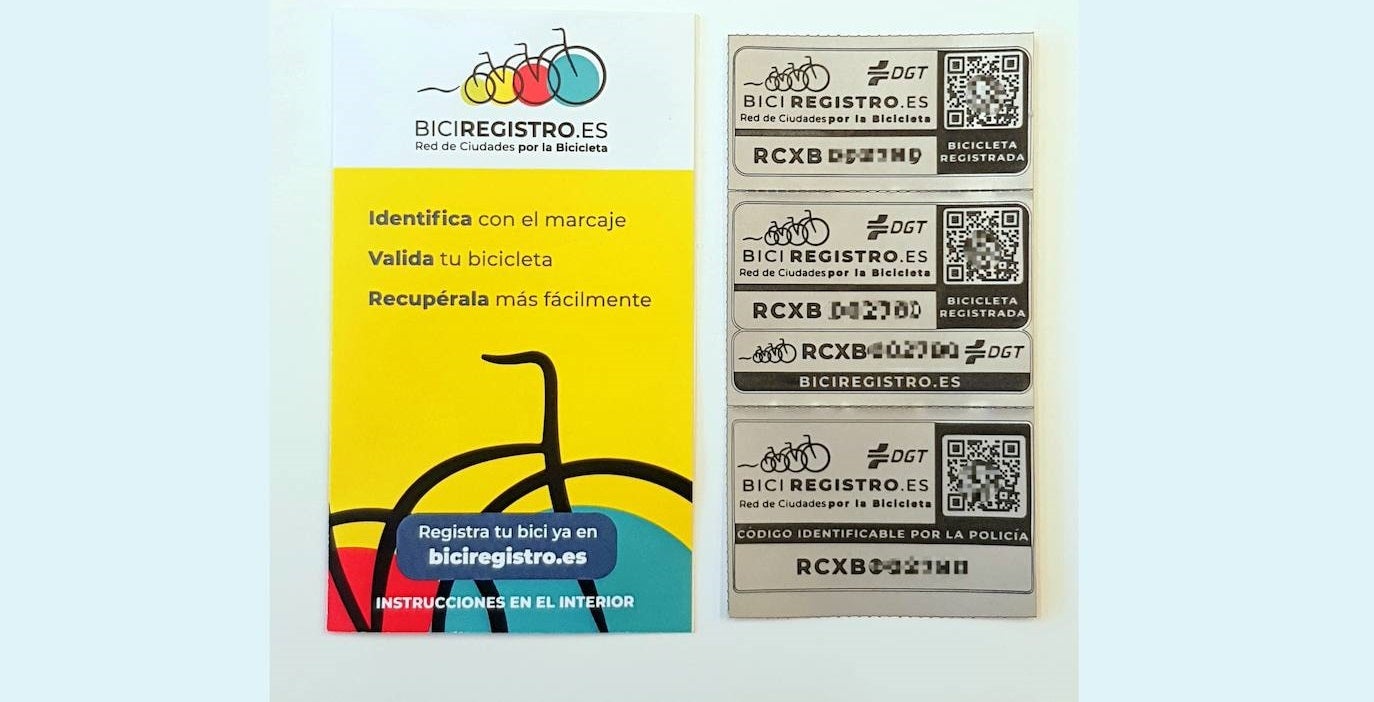 BICIREGISTRO.ES
Red de Ciudades por la Bicicleta
Identifica con el marcaje
Valida tu bicicleta
Recupérala más fácilmente
Registra tu bici ya en
biciregistro.es
INSTRUCCIONES EN EL INTERIOR
DGT
BICI REGISTRO.ES
Red de Ciudades por la Bicicleta
RCXB
BICICLETA
REGISTRADA
DGT
BICI REGISTRO.ES
Red de Ciudades por la Bicicleta
RCXB
BICICLETA
REGISTRADA
RCXB DGT
BICIREGISTRO.ES
DGT
BICI REGISTRO.ES
Red de Ciudades por la Bicicleta
CÓDIGO IDENTIFICABLE POR LA POLICÍA
RCXB